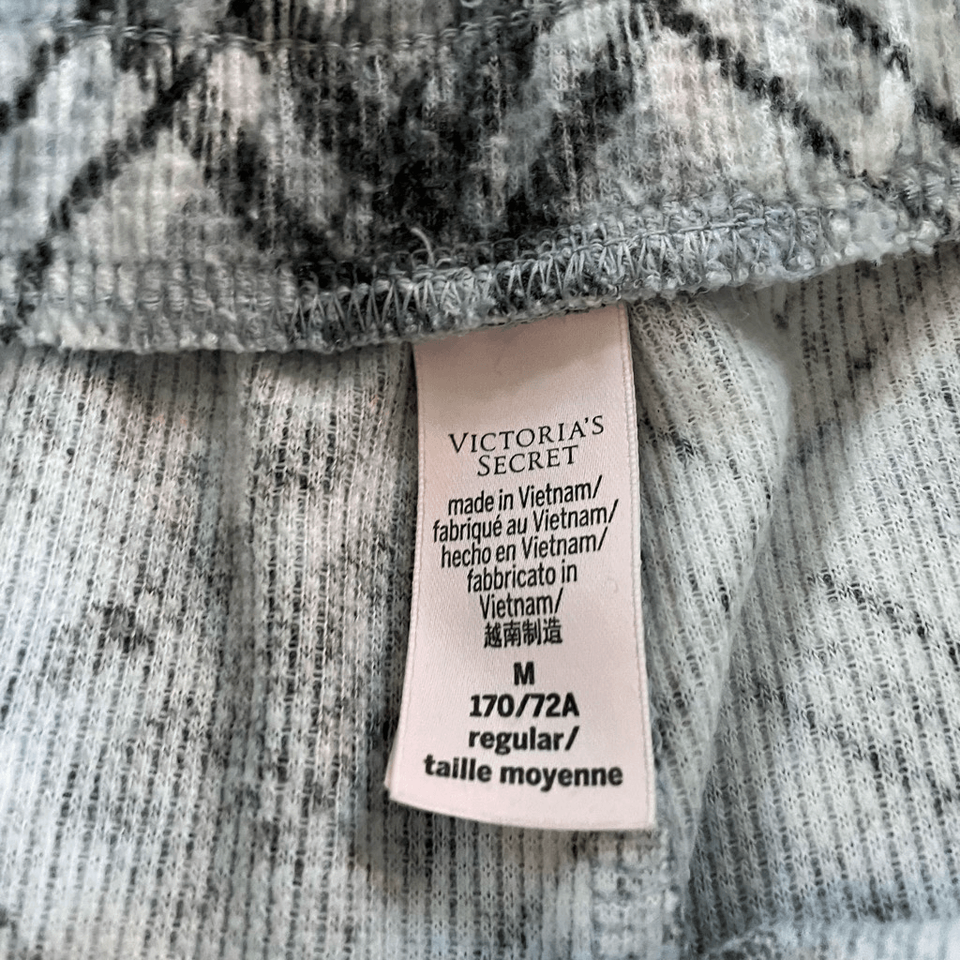 VICTORIA'S
SECRET
made in Vietnam/
fabriqué au Vietnam/
hecho en Vietnam/
fabbricato in
Vietnam/
越南制造
M
170/72A
regular/
taille moyenne